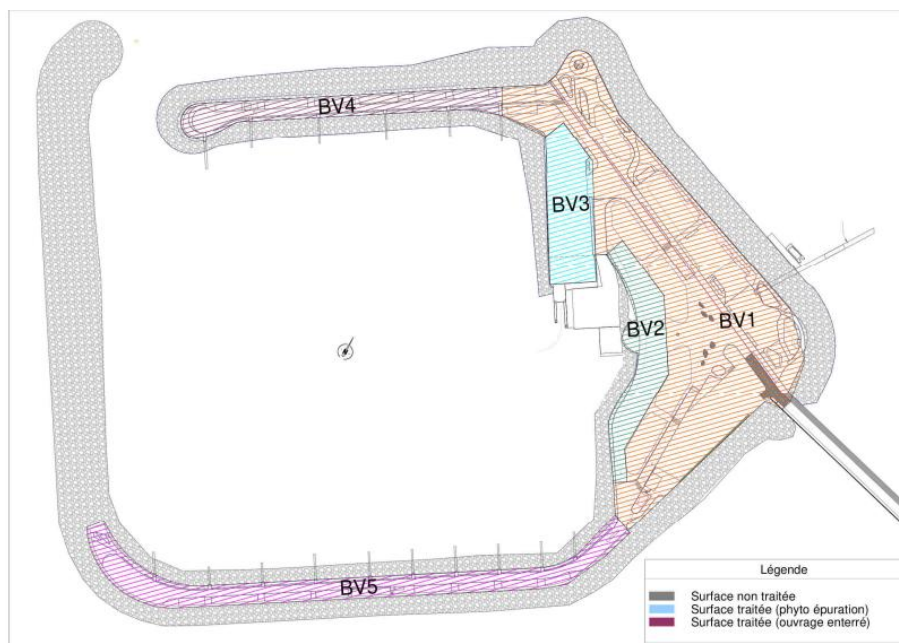 BV4
BV3
BV2
BV1
BV5
Légende
Surface non traitée
Surface traitée (phyto épuration)
Surface traitée (ouvrage enterré)